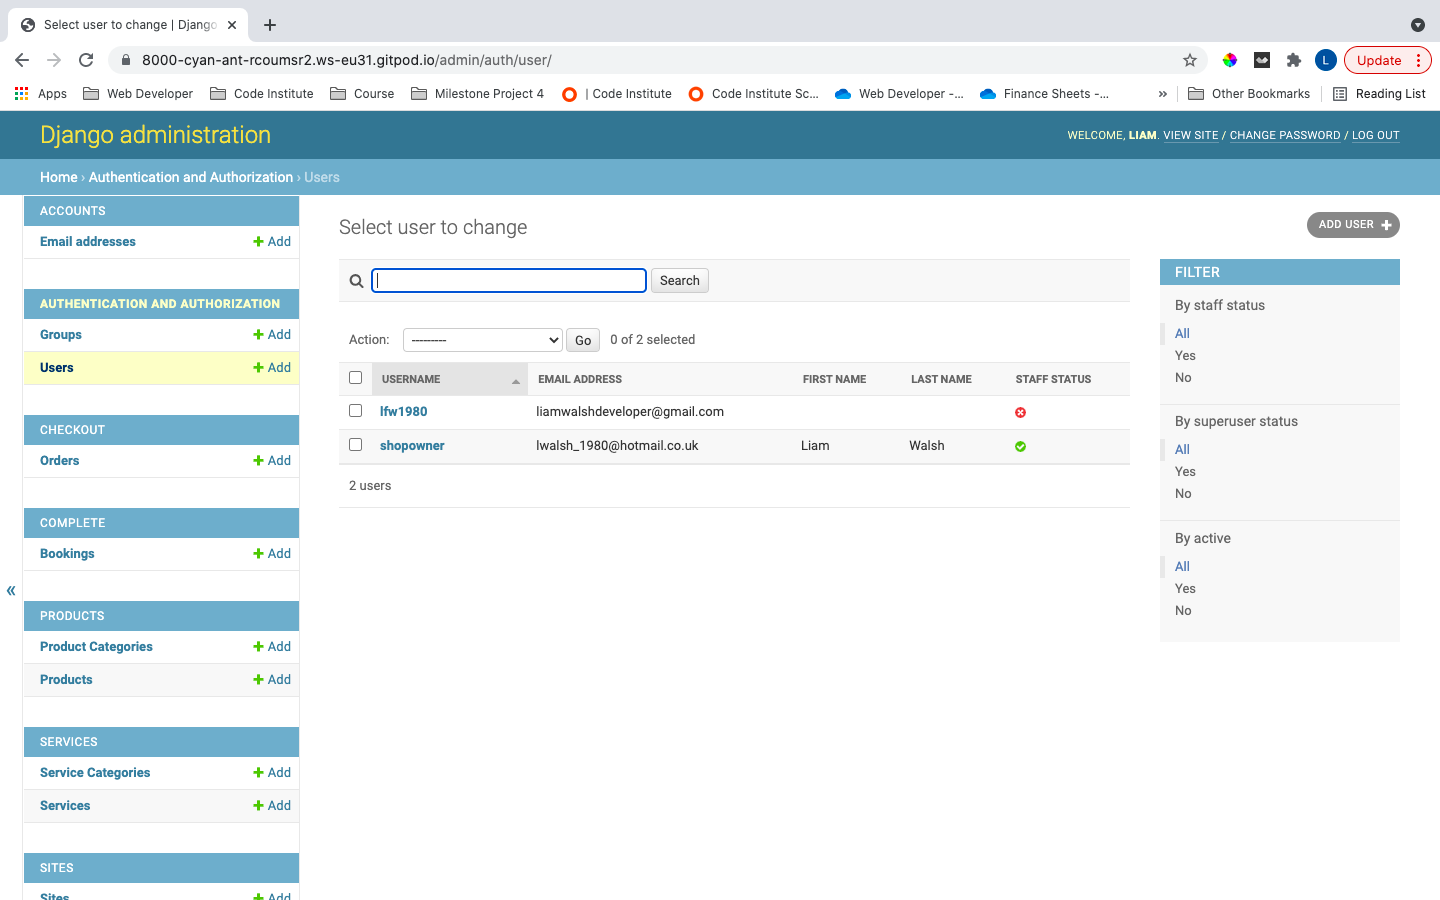 Select user to change | Django
8000-cyan-ant-rcoumsr2.ws-eu31.gitpod.io/admin/auth/user/
L
Update
Apps
Web Developer
Code Institute
Course
Milestone Project 4
| Code Institute
Code Institute Sc...
Web Developer -...
Finance Sheets -...
»
Other Bookmarks
Reading List
Django administration
WELCOME, LIAM. VIEW SITE / CHANGE PASSWORD / LOG OUT
Home › Authentication and Authorization › Users
ACCOUNTS
Email addresses
Add
AUTHENTICATION AND AUTHORIZATION
Groups
Add
Users
Add
CHECKOUT
Orders
Add
COMPLETE
Bookings
Add
PRODUCTS
Product Categories
Add
Products
Add
SERVICES
Service Categories
Add
Services
Add
SITES
Sites
Add
«
Select user to change
ADD USER
Search
Action:
---------
Go
0 of 2 selected
USERNAME EMAIL ADDRESS FIRST NAME LAST NAME STAFF STATUS
lfw1980 liamwalshdeveloper@gmail.com
shopowner lwalsh_1980@hotmail.co.uk Liam Walsh
2 users
FILTER
By staff status
All
Yes
No
By superuser status
All
Yes
No
By active
All
Yes
No